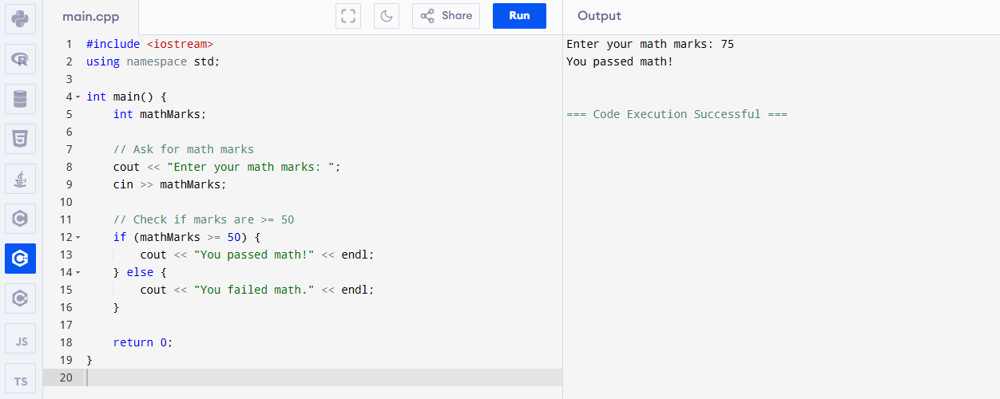 main.cpp
Share
Run
Output
1 #include <iostream>
2 using namespace std;
3
4 int main() {
5     int mathMarks;
6
7     // Ask for math marks
8     cout << "Enter your math marks: ";
9     cin >> mathMarks;
10
11     // Check if marks are >= 50
12     if (mathMarks >= 50) {
13         cout << "You passed math!" << endl;
14     } else {
15         cout << "You failed math." << endl;
16     }
17
18     return 0;
19 }
20
Enter your math marks: 75
You passed math!
=== Code Execution Successful ===
JS
TS